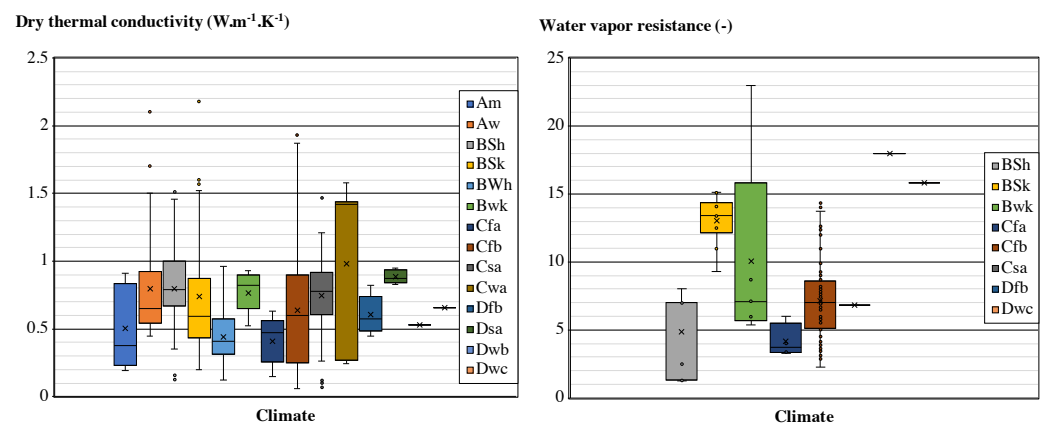 Dry thermal conductivity (W.m⁻¹.K⁻¹)
2.5
2
1.5
1
0.5
0
Am
Aw
BSh
BSk
BWh
Bwk
Cfa
Cfb
Csa
Cwa
Dfb
Dsa
Dwb
Dwc
Climate
Water vapor resistance (-)
25
20
15
10
5
0
BSh
BSk
Bwk
Cfa
Cfb
Csa
Dfb
Dwc
Climate